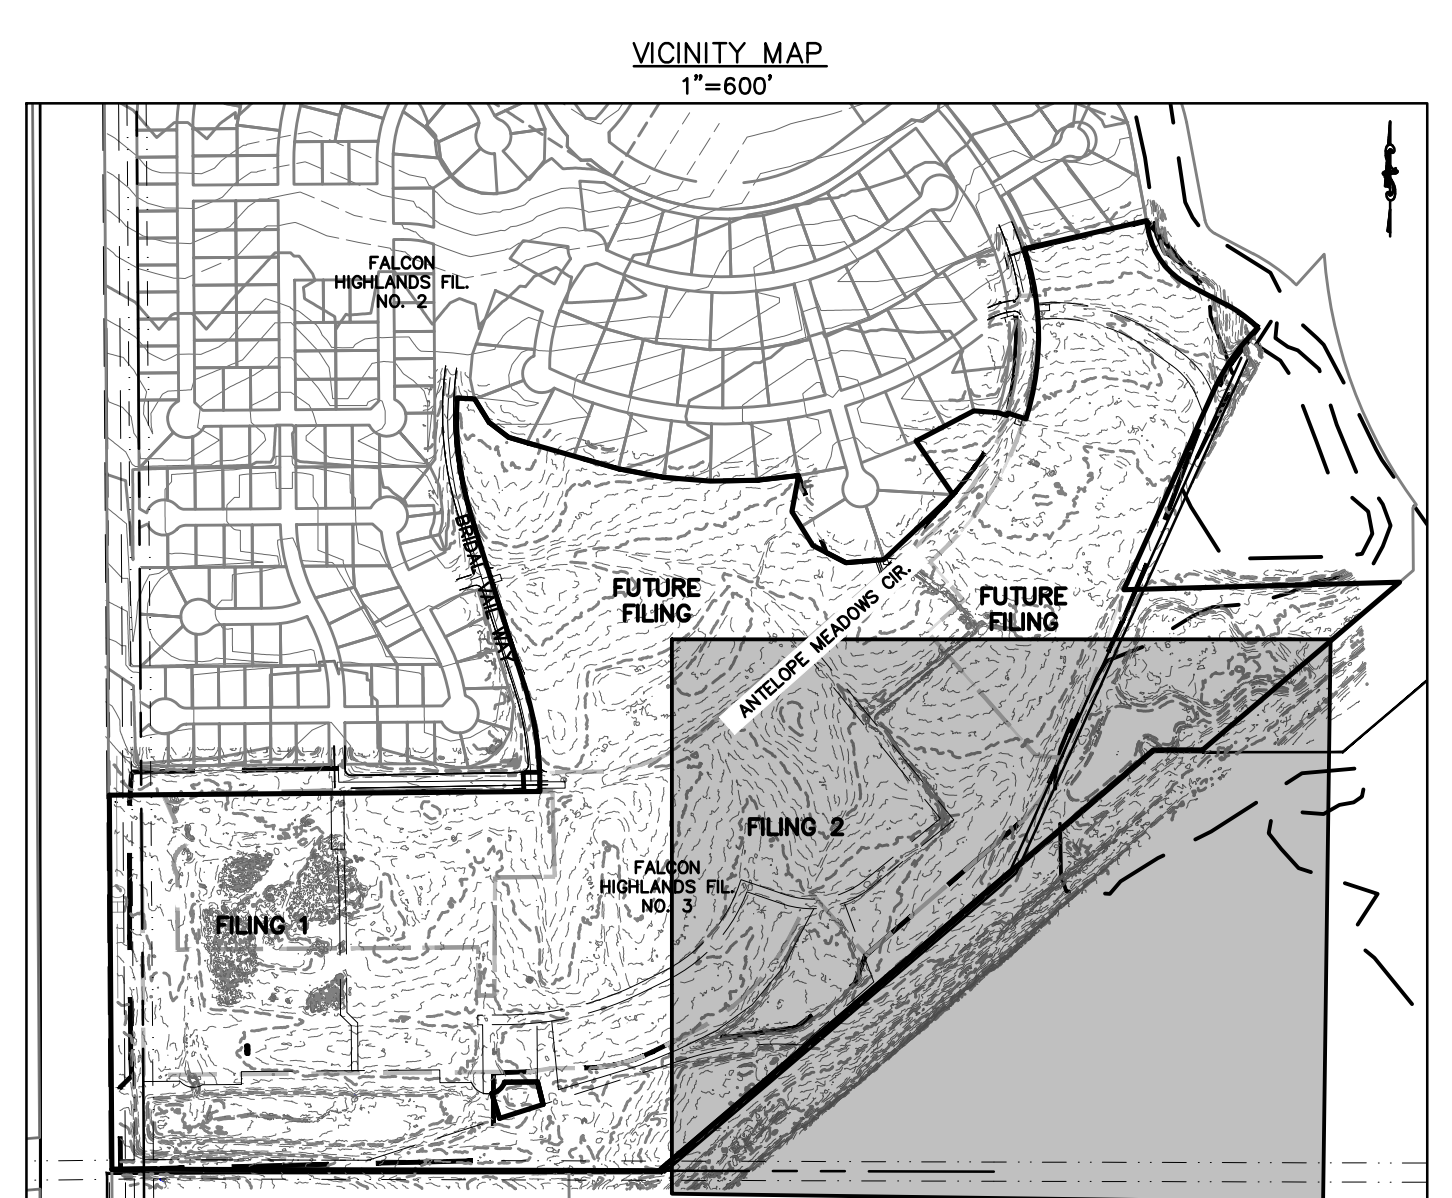 VICINITY MAP
1"=600'
FALCON
HIGHLANDS FIL.
NO. 2
BRIDAL VAIL WAY
FUTURE
FILING
ANTELOPE MEADOWS CIR.
FUTURE
FILING
FILING 2
FALCON
HIGHLANDS FIL.
NO. 3
FILING 1